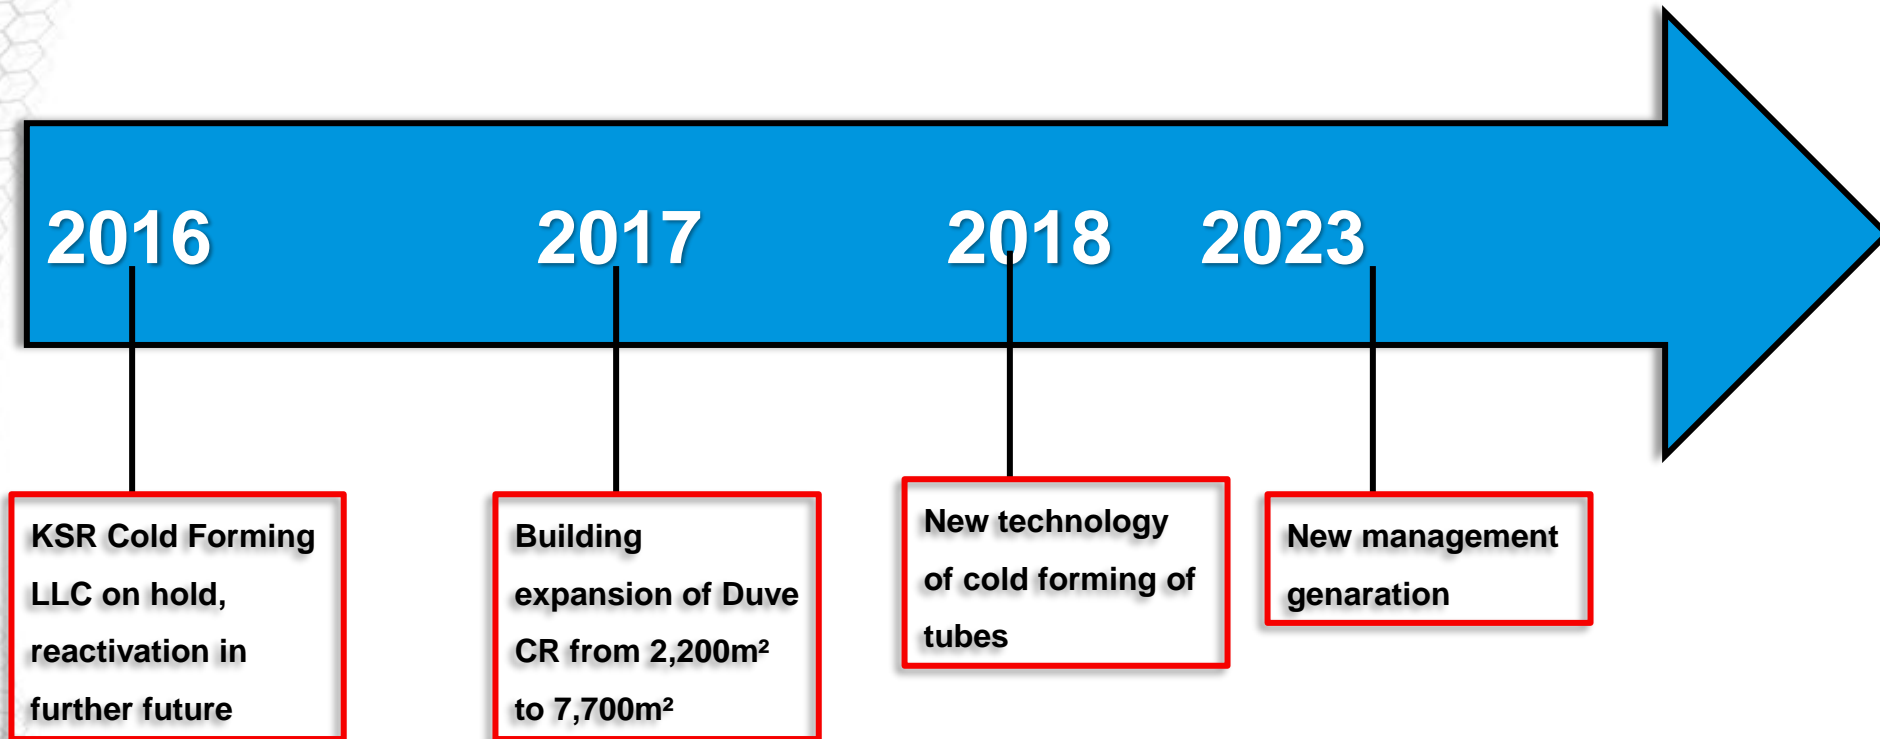 2016
2017
2018
2023
KSR Cold Forming
LLC on hold,
reactivation in
further future
Building
expansion of Duve
CR from 2,200m²
to 7,700m²
New technology
of cold forming of
tubes
New management
genaration